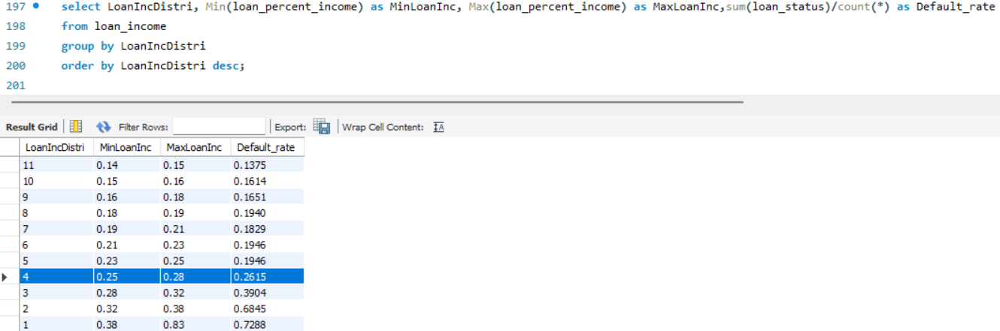 197 select LoanIncDistri, Min(loan_percent_income) as MinLoanInc, Max(loan_percent_income) as MaxLoanInc,sum(loan_status)/count(*) as Default_rate
198 from loan_income
199 group by LoanIncDistri
200 order by LoanIncDistri desc;
201
Result Grid Filter Rows: Export: Wrap Cell Content: IA
LoanIncDistri MinLoanInc MaxLoanInc Default_rate
11 0.14 0.15 0.1375
10 0.15 0.16 0.1614
9 0.16 0.18 0.1651
8 0.18 0.19 0.1940
7 0.19 0.21 0.1829
6 0.21 0.23 0.1946
5 0.23 0.25 0.1946
4 0.25 0.28 0.2615
3 0.28 0.32 0.3904
2 0.32 0.38 0.6845
1 0.38 0.83 0.7288